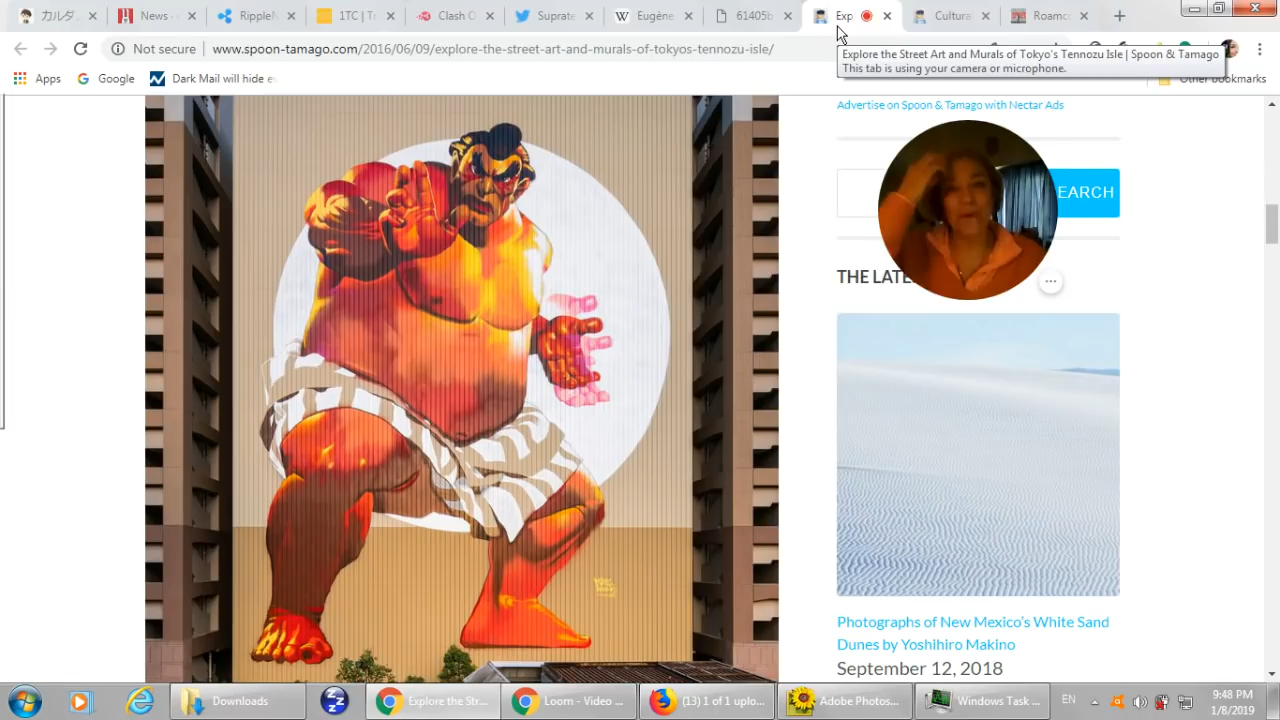 カルダ
News -
RippleN
1TC | Ti
Clash O
Suprate
Eugène
61405b
Exp
Cultura
Roamco
Not secure
www.spoon-tamago.com/2016/06/09/explore-the-street-art-and-murals-of-tokyos-tennozu-isle/
Explore the Street Art and Murals of Tokyo's Tennozu Isle | Spoon & Tamago
This tab is using your camera or microphone.
Apps
Google
Dark Mail will hide e
Other bookmarks
Advertise on Spoon & Tamago with Nectar Ads
EARCH
THE LATE
Photographs of New Mexico's White Sand
Dunes by Yoshihiro Makino
September 12, 2018
Downloads
Explore the Str...
Loom - Video ...
(13) 1 of 1 uplo...
Adobe Photos...
Windows Task ...
EN
9:48 PM
1/8/2019